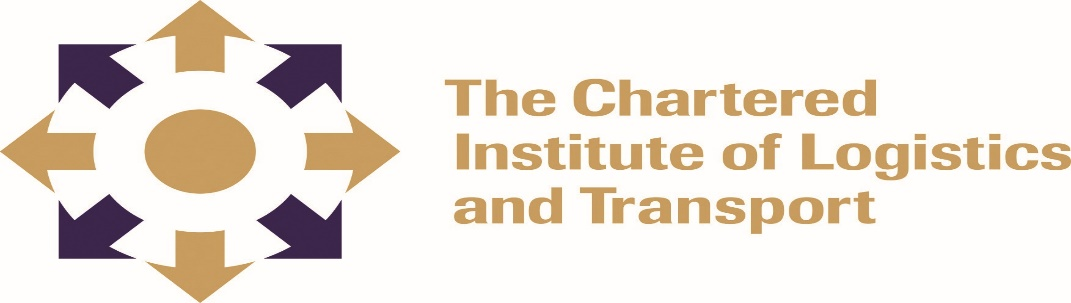 The Chartered
Institute of Logistics
and Transport